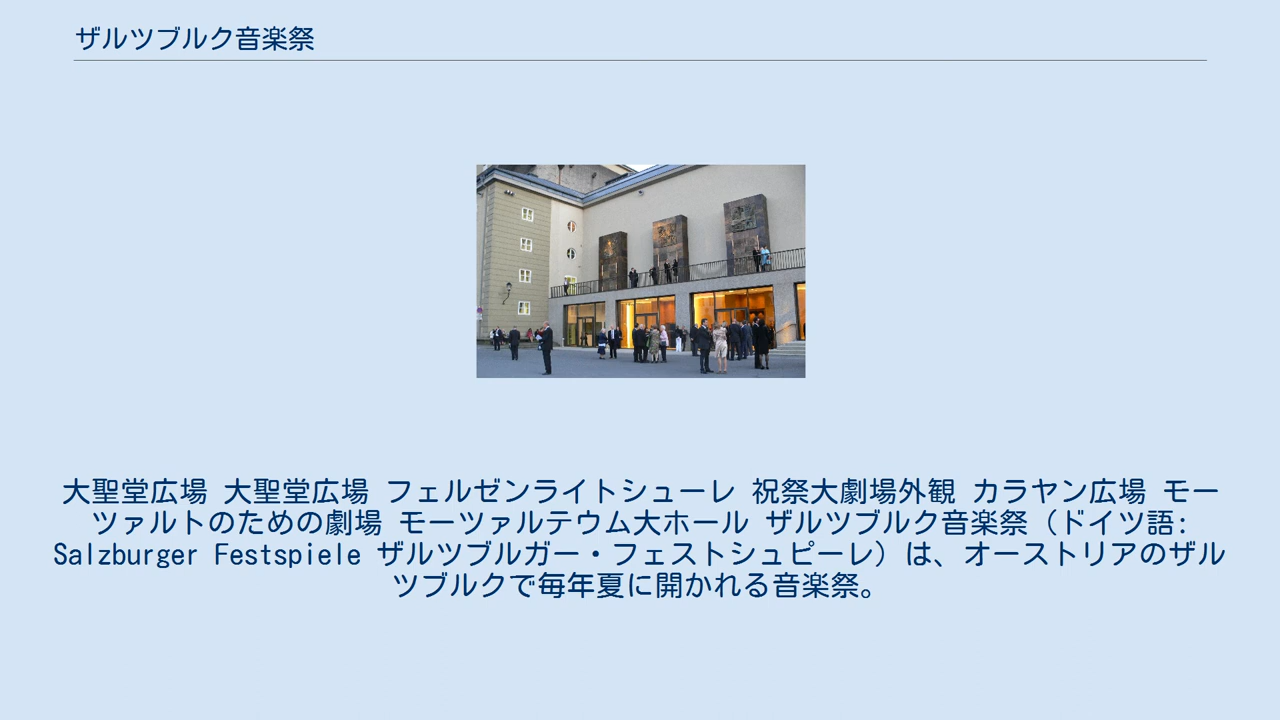 ザルツブルク音楽祭
大聖堂広場 大聖堂広場 フェルゼンライトシューレ 祝祭大劇場外観 カラヤン広場 モー
ツァルトのための劇場 モーツァルテウム大ホール ザルツブルク音楽祭（ドイツ語:
Salzburger Festspiele ザルツブルガー・フェストシュピーレ）は、オーストリアのザル
ツブルクで毎年夏に開かれる音楽祭。